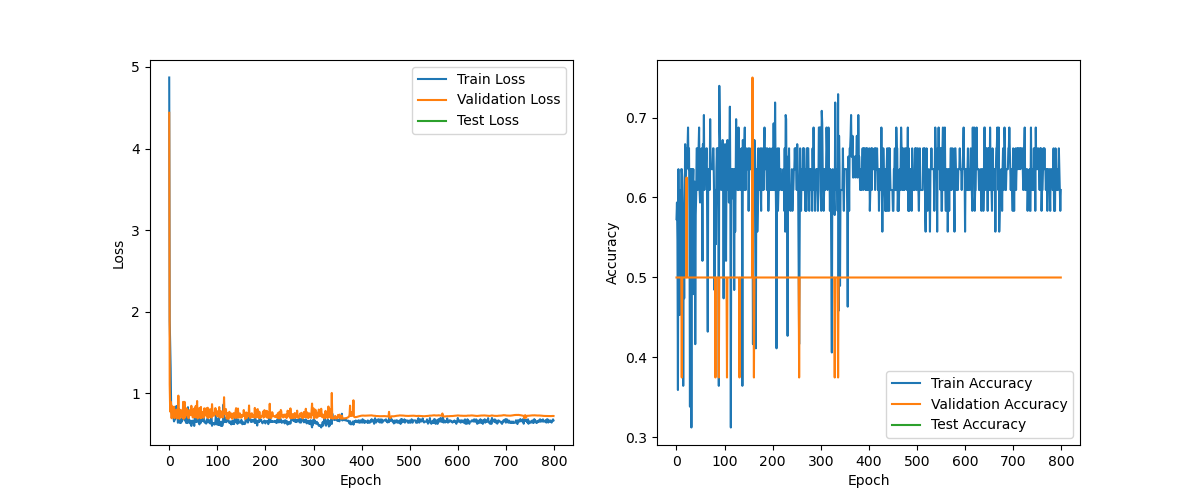 5
4
3
2
1
Loss
0 100 200 300 400 500 600 700 800
Epoch
Train Loss
Validation Loss
Test Loss
0.7
0.6
0.5
0.4
0.3
Accuracy
0 100 200 300 400 500 600 700 800
Epoch
Train Accuracy
Validation Accuracy
Test Accuracy